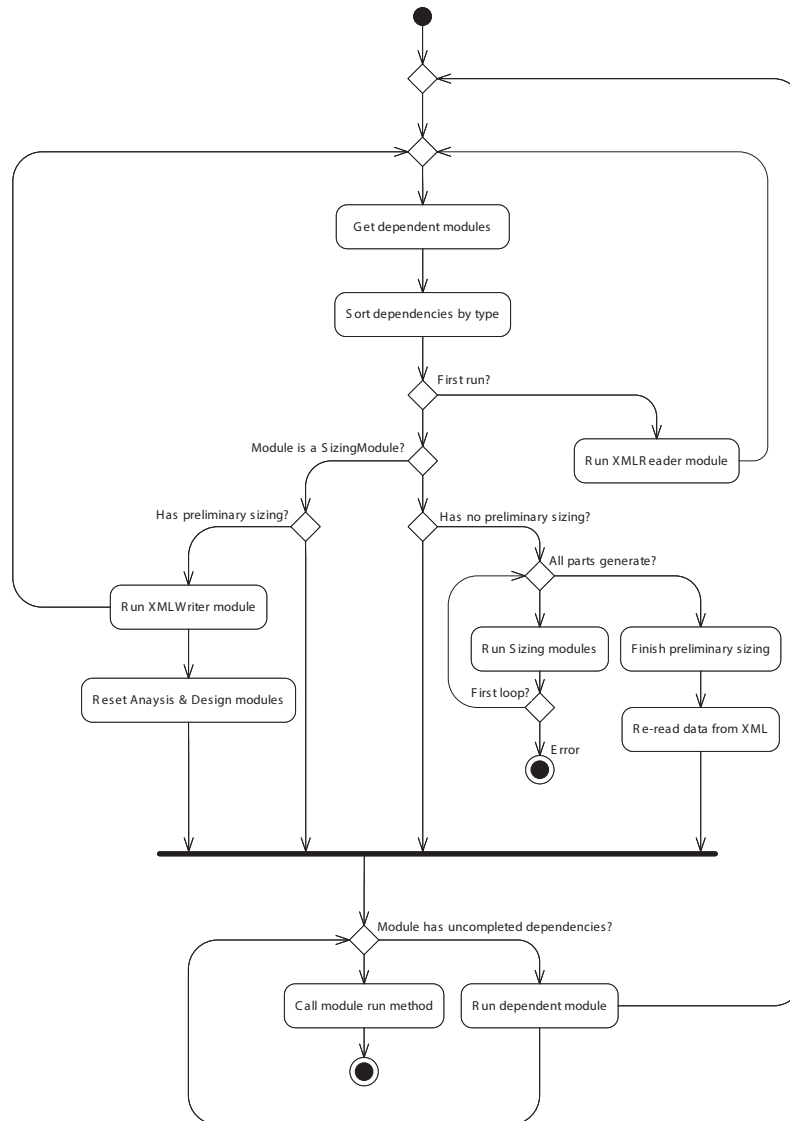 Get dependent modules
Sort dependencies by type
First run?
Module is a SizingModule?
Run XMLReader module
Has preliminary sizing?
Has no preliminary sizing?
All parts generate?
Run XMLWriter module
Run Sizing modules
Finish preliminary sizing
Reset Anaysis & Design modules
First loop?
Re-read data from XML
Error
Module has uncompleted dependencies?
Call module run method
Run dependent module